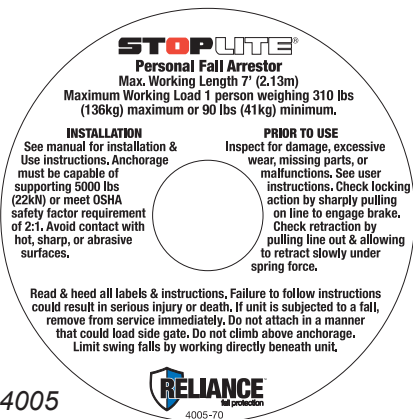 STOPLITE®
Personal Fall Arrestor
Max. Working Length 7' (2.13m)
Maximum Working Load 1 person weighing 310 lbs
(136kg) maximum or 90 lbs (41kg) minimum.
INSTALLATION
See manual for installation &
Use instructions. Anchorage
must be capable of
supporting 5000 lbs
(22kN) or meet OSHA
safety factor requirement
of 2:1. Avoid contact with
hot, sharp, or abrasive
surfaces.
PRIOR TO USE
Inspect for damage, excessive
wear, missing parts, or
malfunctions. See user
instructions. Check locking
action by sharply pulling
on line to engage brake.
Check retraction by
pulling line out & allowing
to retract slowly under
spring force.
Read & heed all labels & instructions. Failure to follow instructions
could result in serious injury or death. If unit is subjected to a fall,
remove from service immediately. Do not attach in a manner
that could load side gate. Do not climb above anchorage.
Limit swing falls by working directly beneath unit.
RELIANCE
fall protection
4005-70
4005